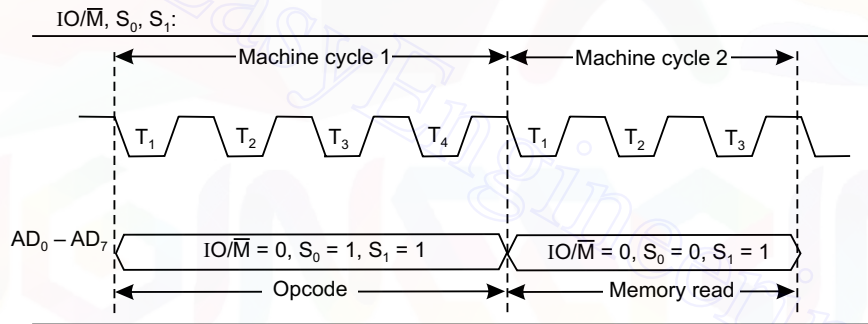 IO/M̅, S₀, S₁:
Machine cycle 1 Machine cycle 2
T₁ T₂ T₃ T₄ T₁ T₂ T₃
AD₀ – AD₇ IO/M̅ = 0, S₀ = 1, S₁ = 1 IO/M̅ = 0, S₀ = 0, S₁ = 1
Opcode Memory read